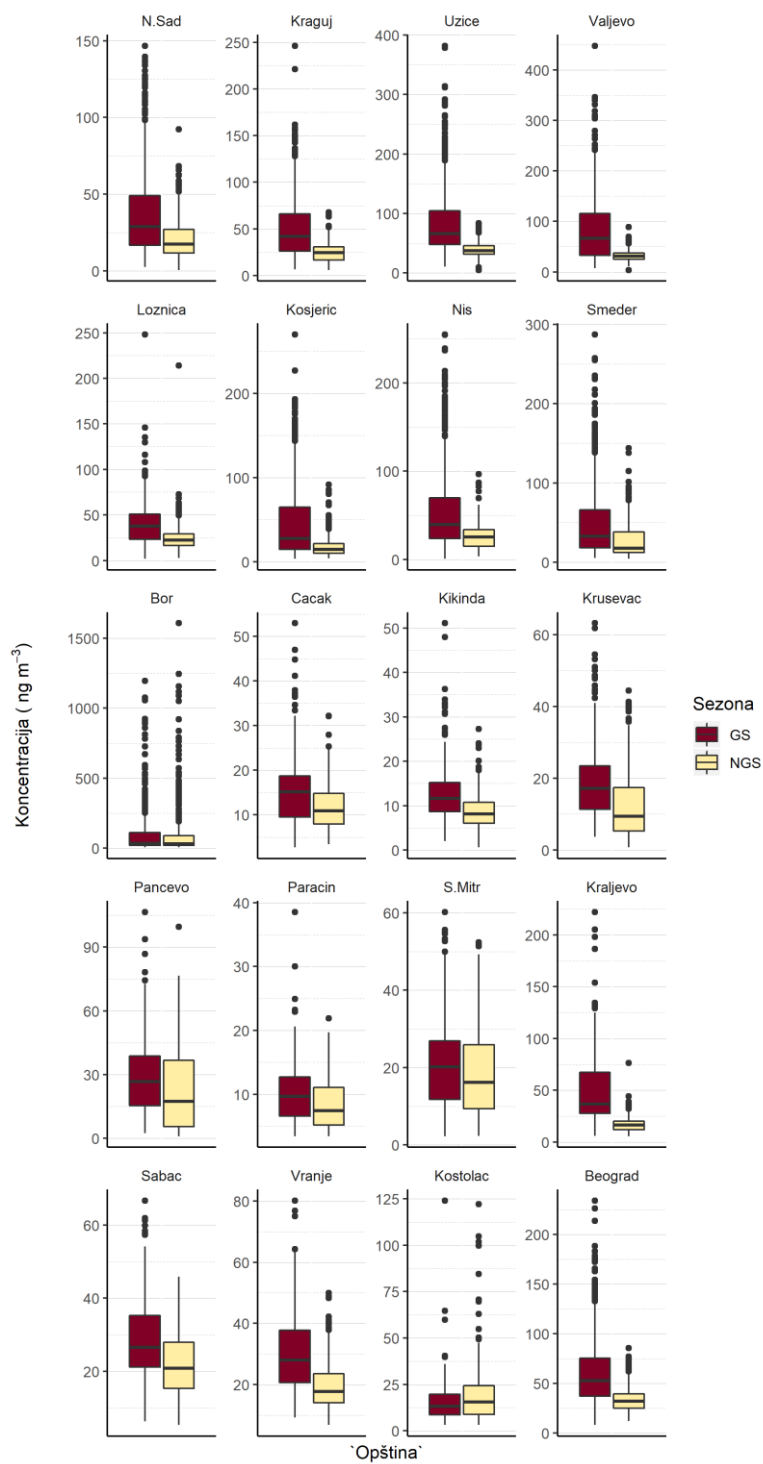 N.Sad Kraguj Uzice Valjevo
150 250 400
400
200
100 300 300
150
200 200
50 100
100 100
50
0 0 0 0
Loznica Kosjeric Nis Smeder
250 300
200 200 200
200
150
100 100 100 100
50
0 0 0 0
Bor Cacak Kikinda Krusevac
1500 50 50 60
40 40
1000 40
30 30
500 20 20 20
10 10
0 0 0
Pancevo Paracin S.Mitr Kraljevo
40 60
90 200
30 40 150
60
20 100
30 20
10 50
0 0 0
Sabac Vranje Kostolac Beograd
80 125
60 200
60 100
150
40 75
40 50 100
20 20 25 50
0 0
Koncentracija ( ng m⁻³)
`Opština`
Sezona
GS
NGS